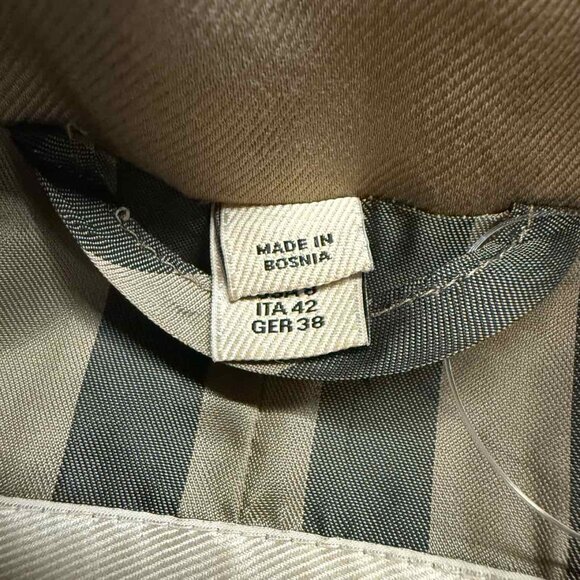 MADE IN
BOSNIA
ITA 42
GER 38